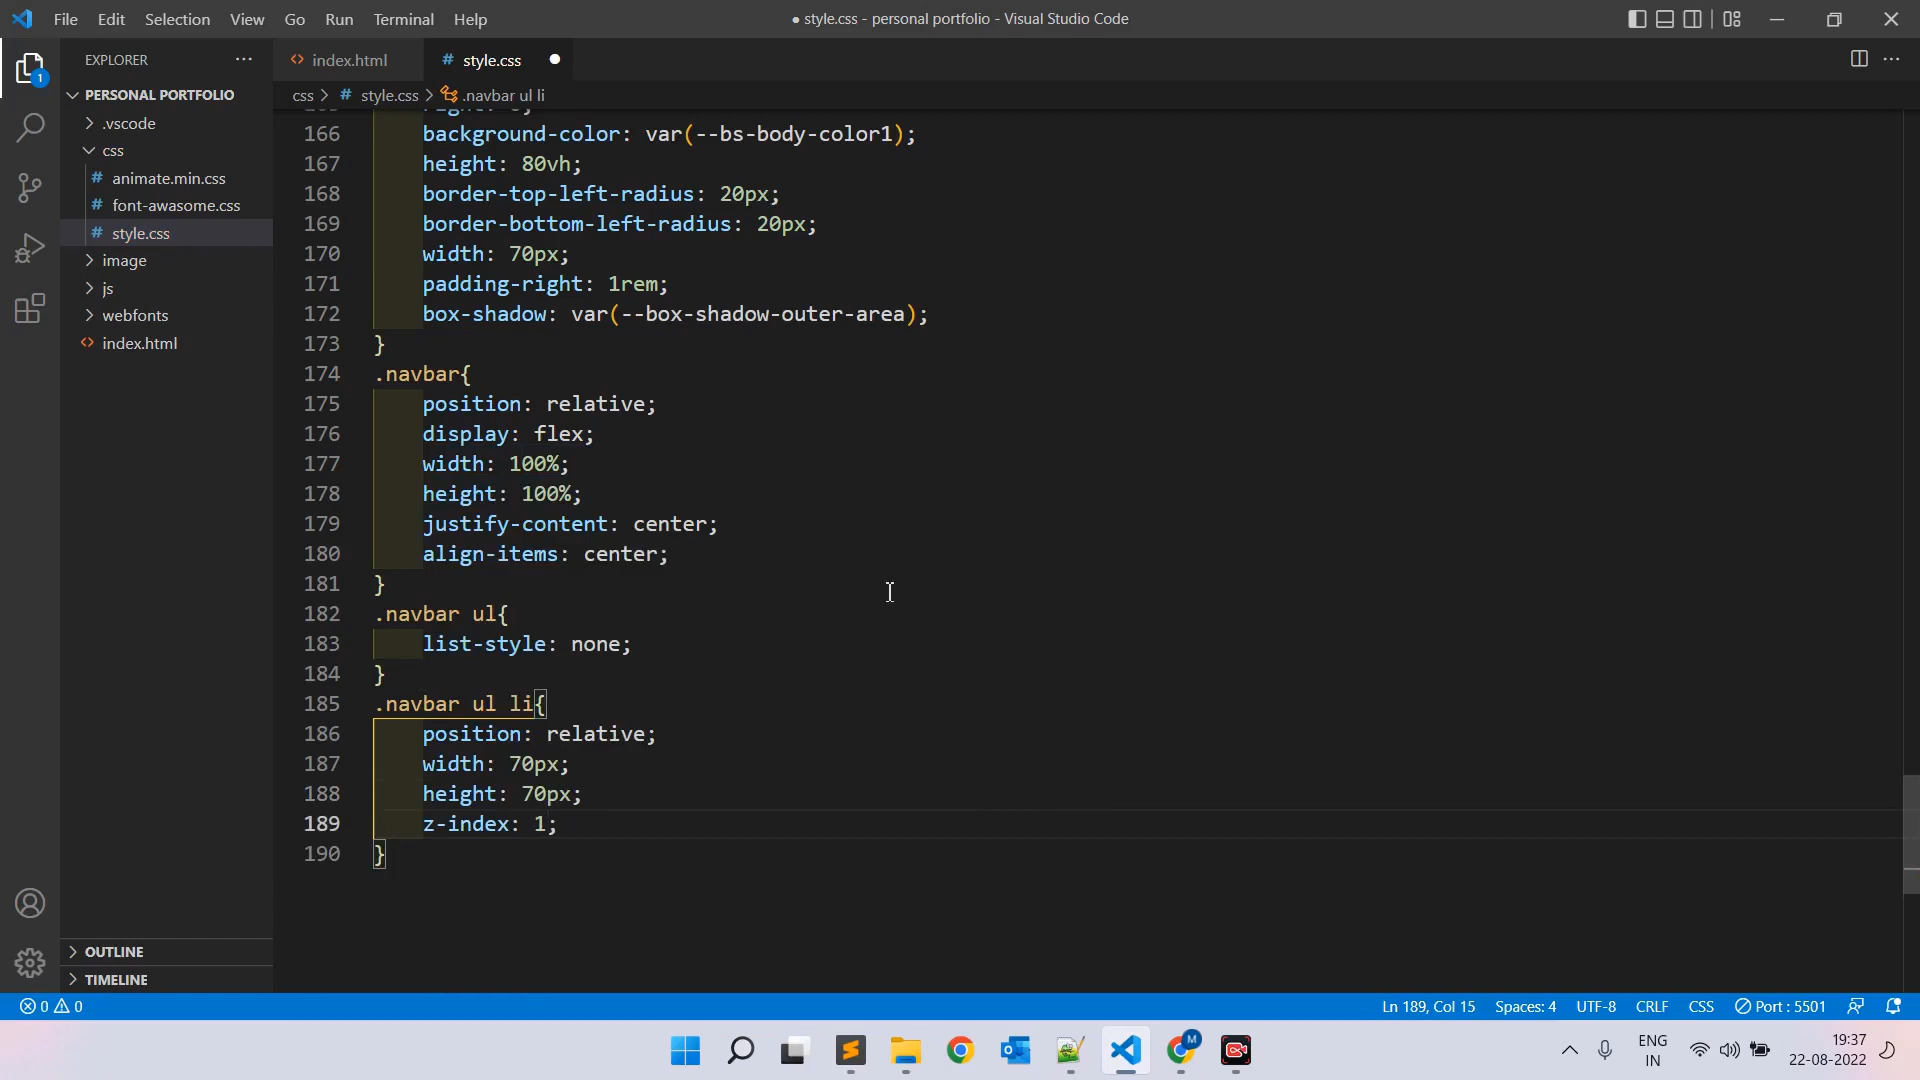 File Edit Selection View Go Run Terminal Help
● style.css - personal portfolio - Visual Studio Code
EXPLORER
PERSONAL PORTFOLIO
.vscode
css
# animate.min.css
# font-awasome.css
# style.css
image
js
webfonts
<> index.html
OUTLINE
TIMELINE
<> index.html
# style.css ●
css > # style.css > .navbar ul li
166 background-color: var(--bs-body-color1);
167 height: 80vh;
168 border-top-left-radius: 20px;
169 border-bottom-left-radius: 20px;
170 width: 70px;
171 padding-right: 1rem;
172 box-shadow: var(--box-shadow-outer-area);
173 }
174 .navbar{
175 position: relative;
176 display: flex;
177 width: 100%;
178 height: 100%;
179 justify-content: center;
180 align-items: center;
181 }
182 .navbar ul{
183 list-style: none;
184 }
185 .navbar ul li{
186 position: relative;
187 width: 70px;
188 height: 70px;
189 z-index: 1;
190 }
0 0
Ln 189, Col 15 Spaces: 4 UTF-8 CRLF CSS Port : 5501
1
M
ENG
IN
19:37
22-08-2022